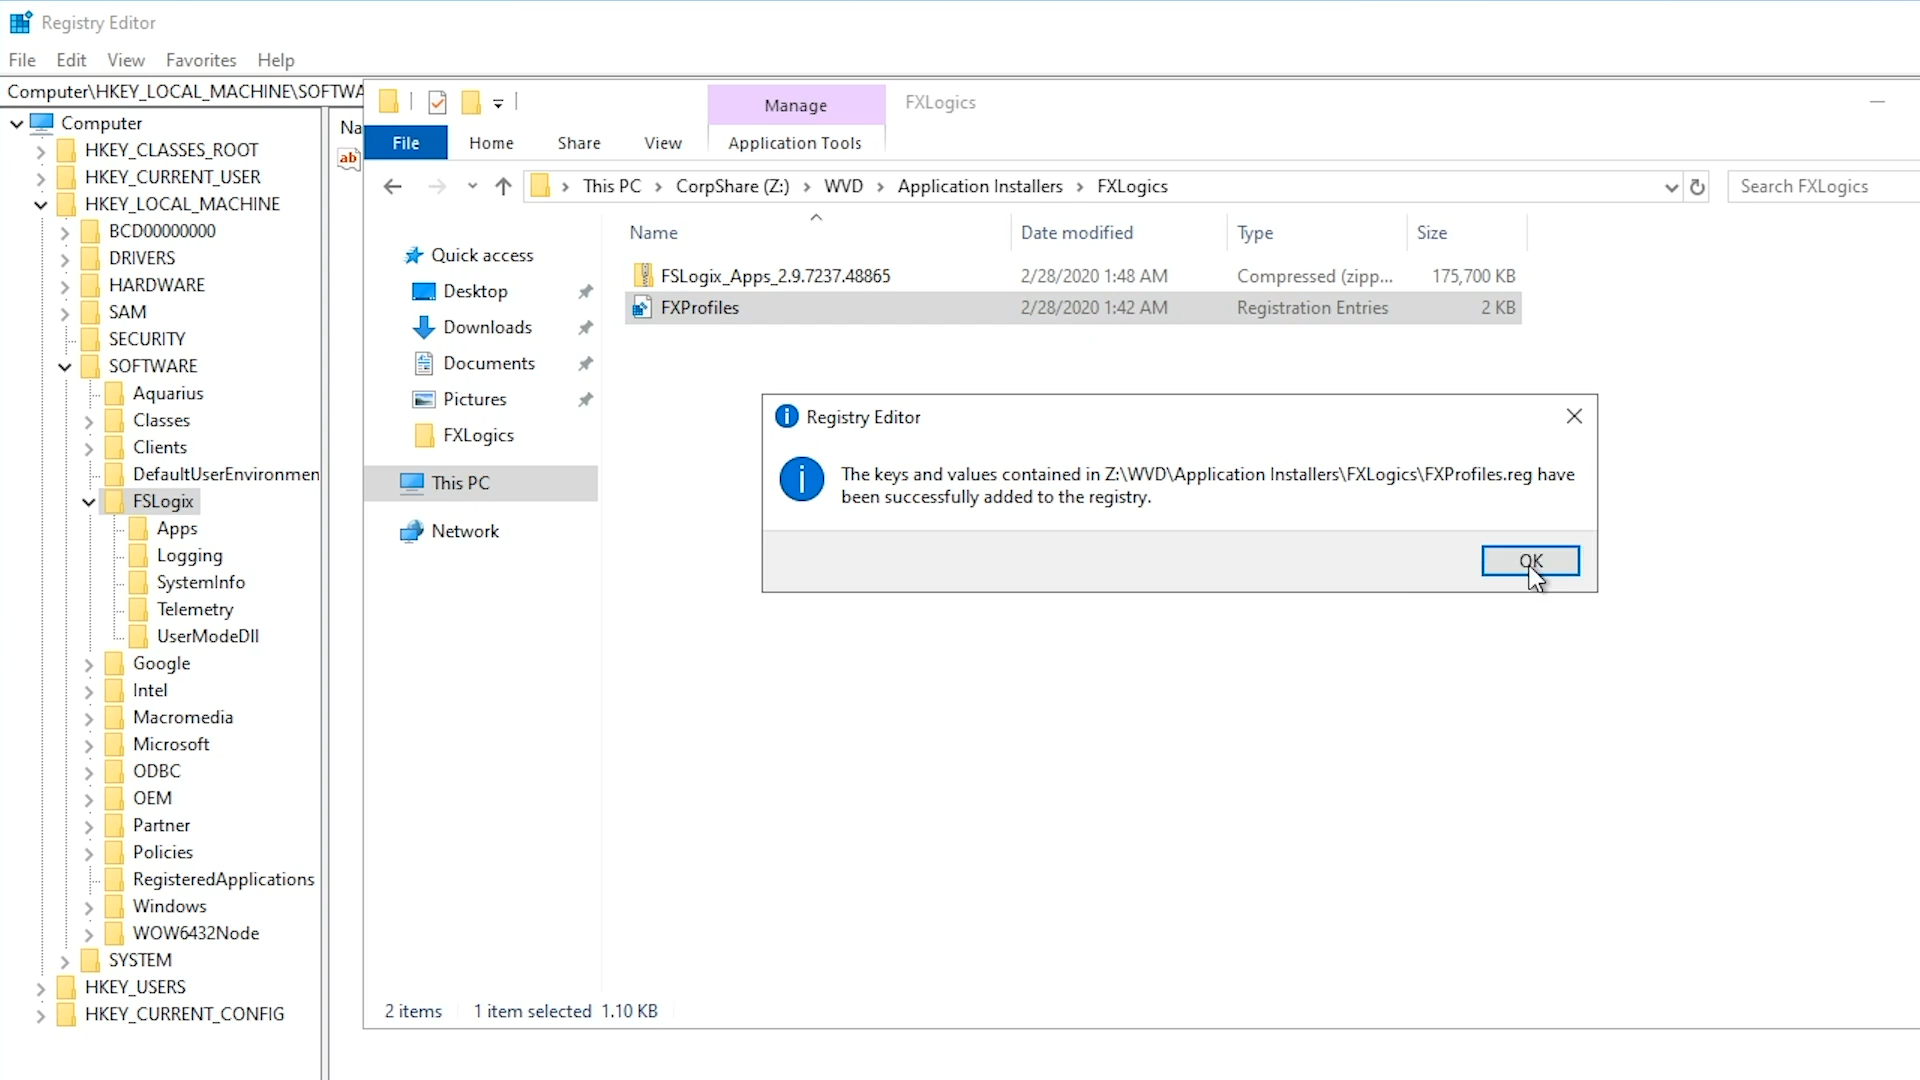 Registry Editor
File Edit View Favorites Help
Computer\HKEY_LOCAL_MACHINE\SOFTWA
Computer
HKEY_CLASSES_ROOT
HKEY_CURRENT_USER
HKEY_LOCAL_MACHINE
BCD00000000
DRIVERS
HARDWARE
SAM
SECURITY
SOFTWARE
Aquarius
Classes
Clients
DefaultUserEnvironmen
FSLogix
Apps
Logging
SystemInfo
Telemetry
UserModeDll
Google
Intel
Macromedia
Microsoft
ODBC
OEM
Partner
Policies
RegisteredApplications
Windows
WOW6432Node
SYSTEM
HKEY_USERS
HKEY_CURRENT_CONFIG
Na
ab
Manage FXLogics
File Home Share View Application Tools
This PC > CorpShare (Z:) > WVD > Application Installers > FXLogics
Search FXLogics
Quick access
Desktop
Downloads
Documents
Pictures
FXLogics
This PC
Network
Name Date modified Type Size
FSLogix_Apps_2.9.7237.48865 2/28/2020 1:48 AM Compressed (zipp... 175,700 KB
FXProfiles 2/28/2020 1:42 AM Registration Entries 2 KB
Registry Editor
The keys and values contained in Z:\WVD\Application Installers\FXLogics\FXProfiles.reg have
been successfully added to the registry.
OK
2 items 1 item selected 1.10 KB